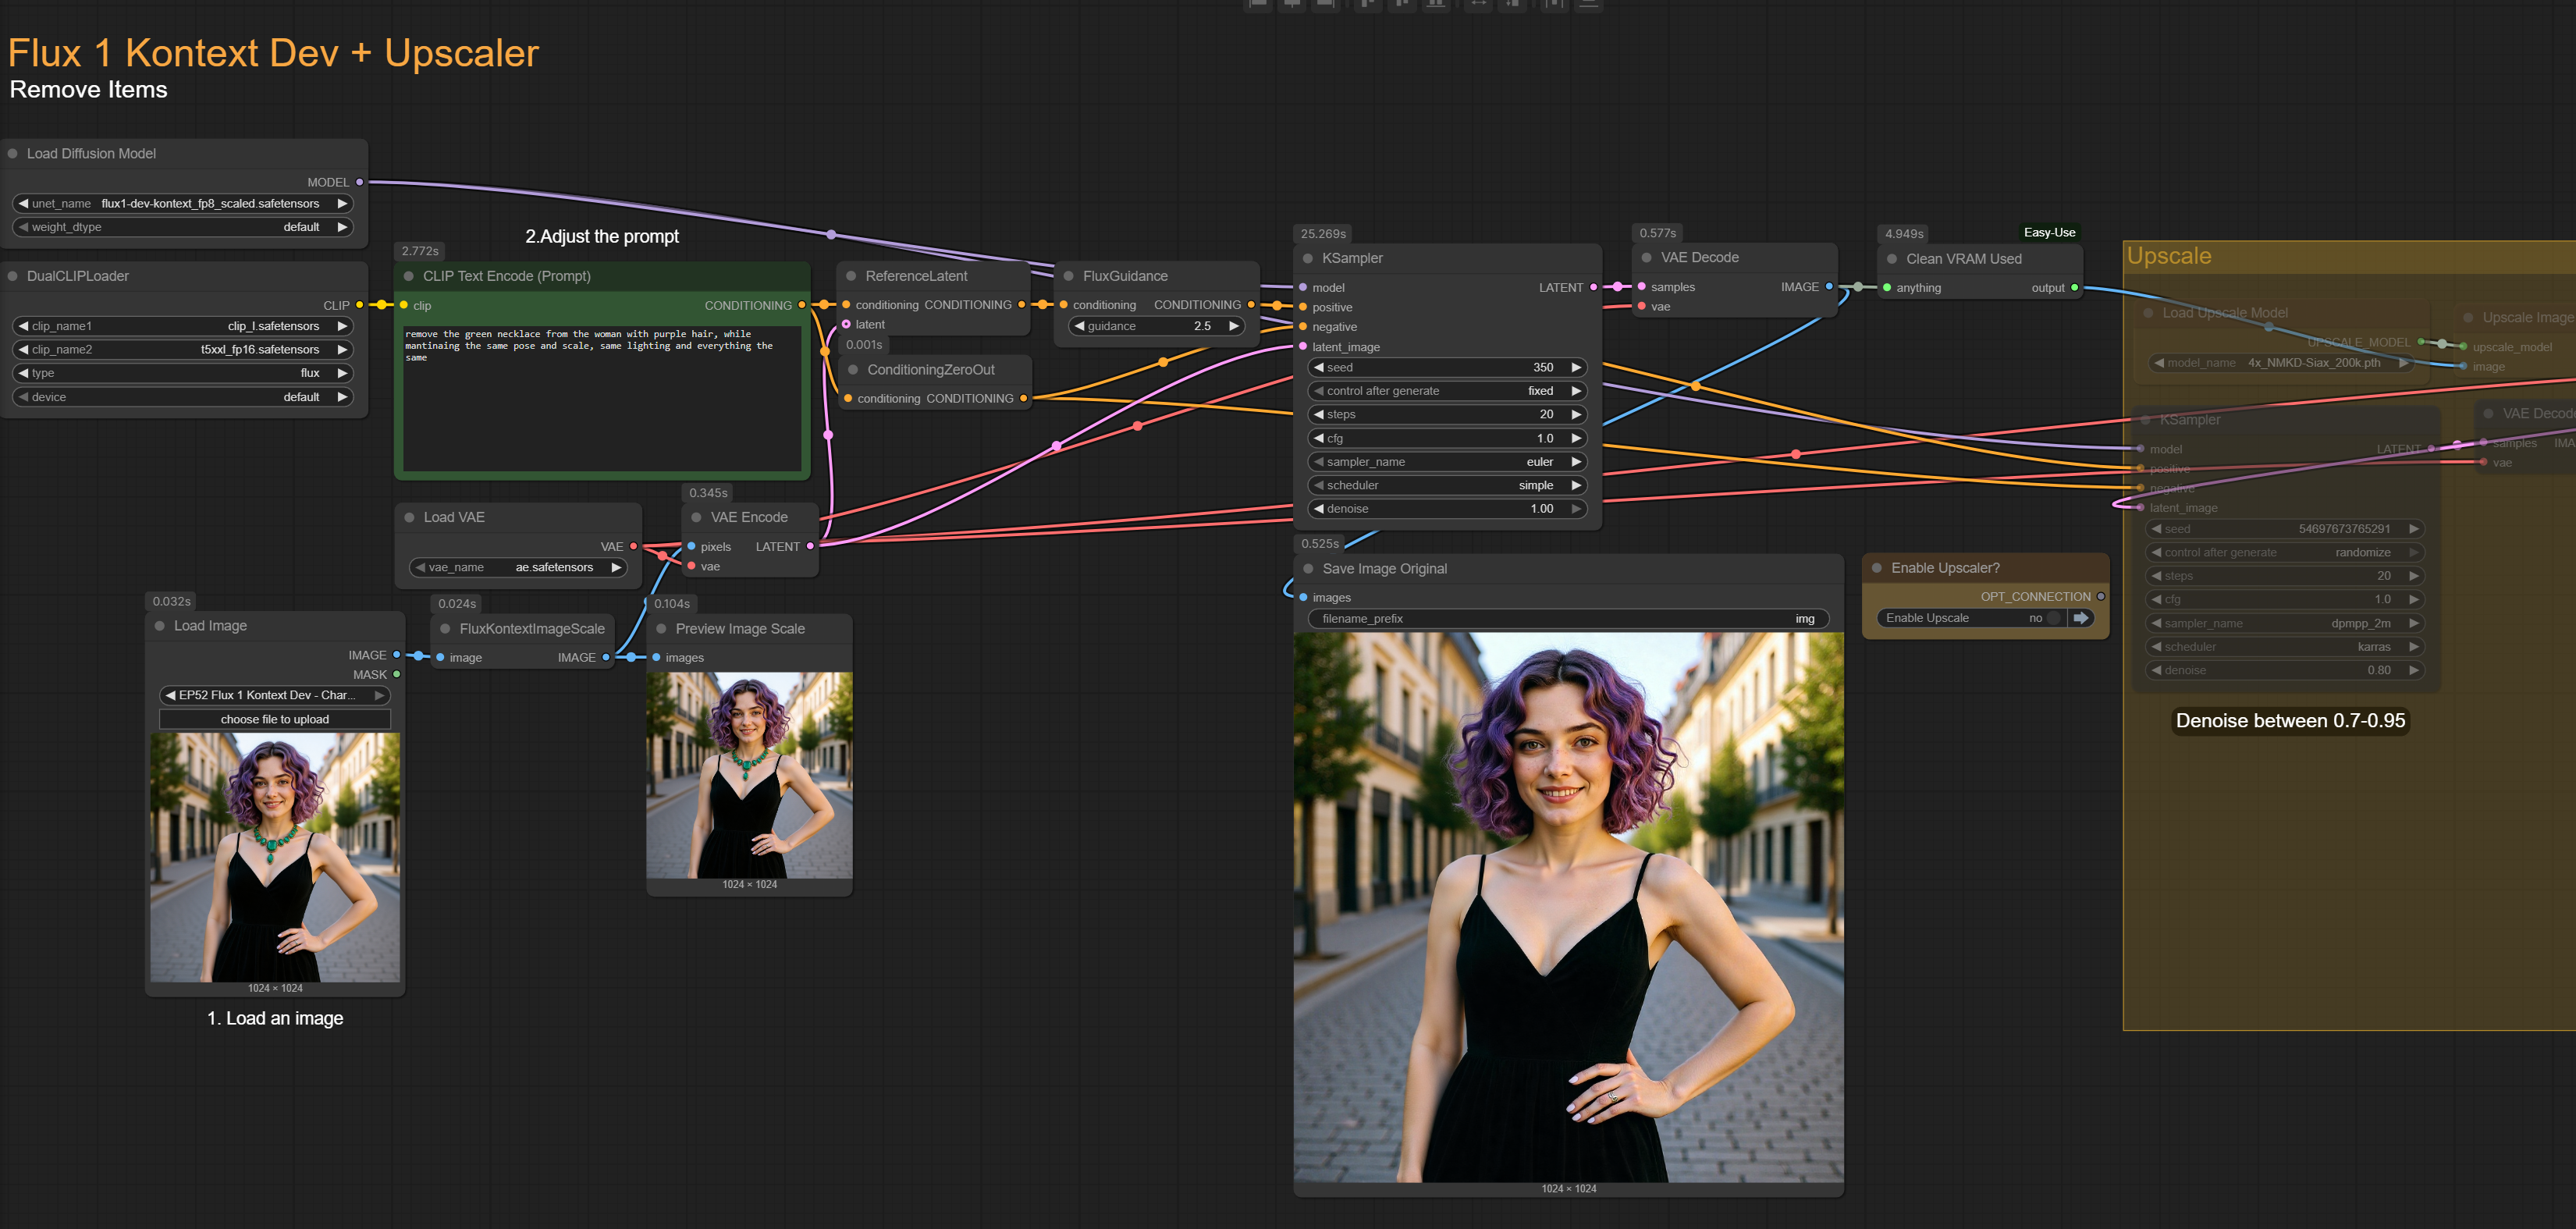 Flux 1 Kontext Dev + Upscaler
Remove Items
Load Diffusion Model
MODEL
unet_name flux1-dev-kontext_fp8_scaled.safetensors
weight_dtype default
DualCLIPLoader
CLIP
clip_name1 clip_l.safetensors
clip_name2 t5xxl_fp16.safetensors
type flux
device default
2.Adjust the prompt
2.772s
CLIP Text Encode (Prompt)
clip CONDITIONING
remove the green necklace from the woman with purple hair, while
mantinaing the same pose and scale, same lighting and everything the
same
ReferenceLatent
conditioning CONDITIONING
latent
0.001s
ConditioningZeroOut
conditioning CONDITIONING
FluxGuidance
conditioning CONDITIONING
guidance 2.5
Load VAE
VAE
vae_name ae.safetensors
0.345s
VAE Encode
pixels LATENT
vae
0.032s
Load Image
IMAGE
MASK
EP52 Flux 1 Kontext Dev - Char...
choose file to upload
1024 × 1024
1. Load an image
0.024s
FluxKontextImageScale
image IMAGE
0.104s
Preview Image Scale
images
1024 × 1024
25.269s
KSampler
model LATENT
positive
negative
latent_image
seed 350
control after generate fixed
steps 20
cfg 1.0
sampler_name euler
scheduler simple
denoise 1.00
0.577s
VAE Decode
samples IMAGE
vae
4.949s
Easy-Use
Clean VRAM Used
anything output
0.525s
Save Image Original
images
filename_prefix img
1024 × 1024
Enable Upscaler?
OPT_CONNECTION
Enable Upscale no
Upscale
Load Upscale Model
UPSCALE_MODEL
model_name 4x_NMKD-Siax_200k.pth
Upscale Image
upscale_model
image
KSampler
model LATENT
positive
negative
latent_image
seed 54697673765291
control after generate randomize
steps 20
cfg 1.0
sampler_name dpmpp_2m
scheduler karras
denoise 0.80
VAE Decode
samples IMA
vae
Denoise between 0.7-0.95